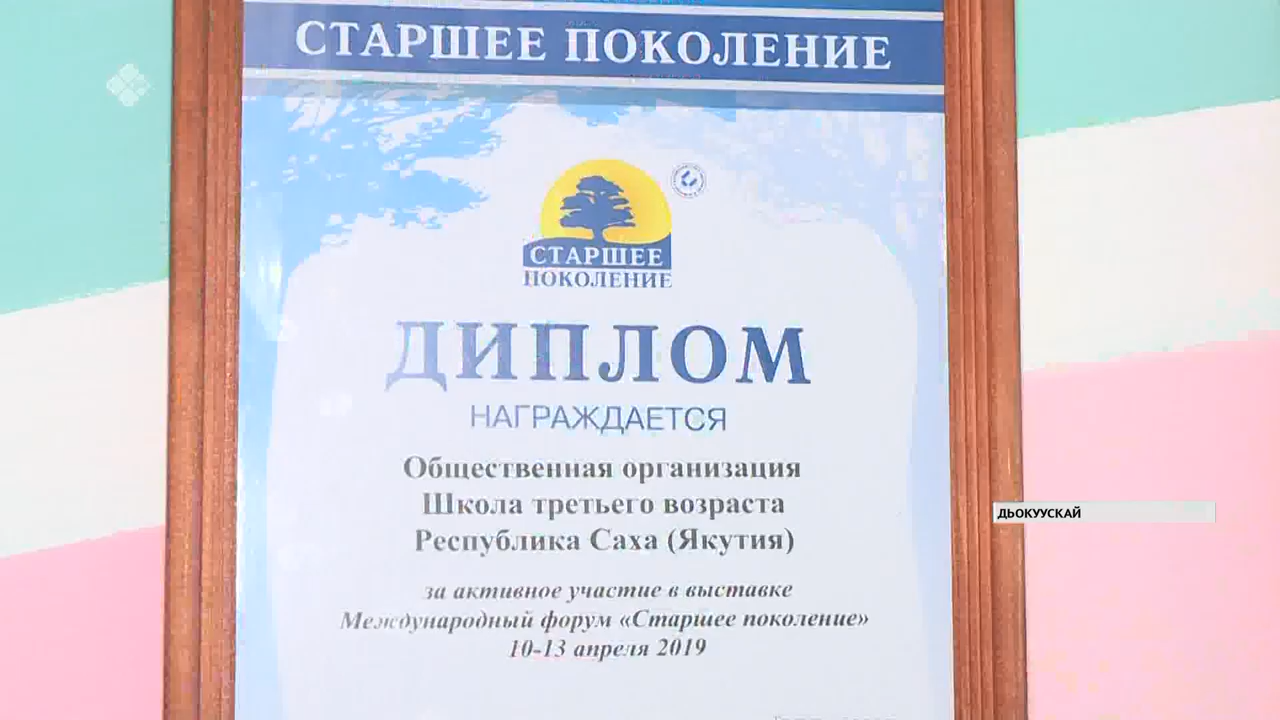 СТАРШЕЕ ПОКОЛЕНИЕ
СТАРШЕЕ
ПОКОЛЕНИЕ
ДИПЛОМ
НАГРАЖДАЕТСЯ
Общественная организация
Школа третьего возраста
Республика Саха (Якутия)
ДЬОКУУСКАЙ
за активное участие в выставке
Международный форум «Старшее поколение»
10-13 апреля 2019